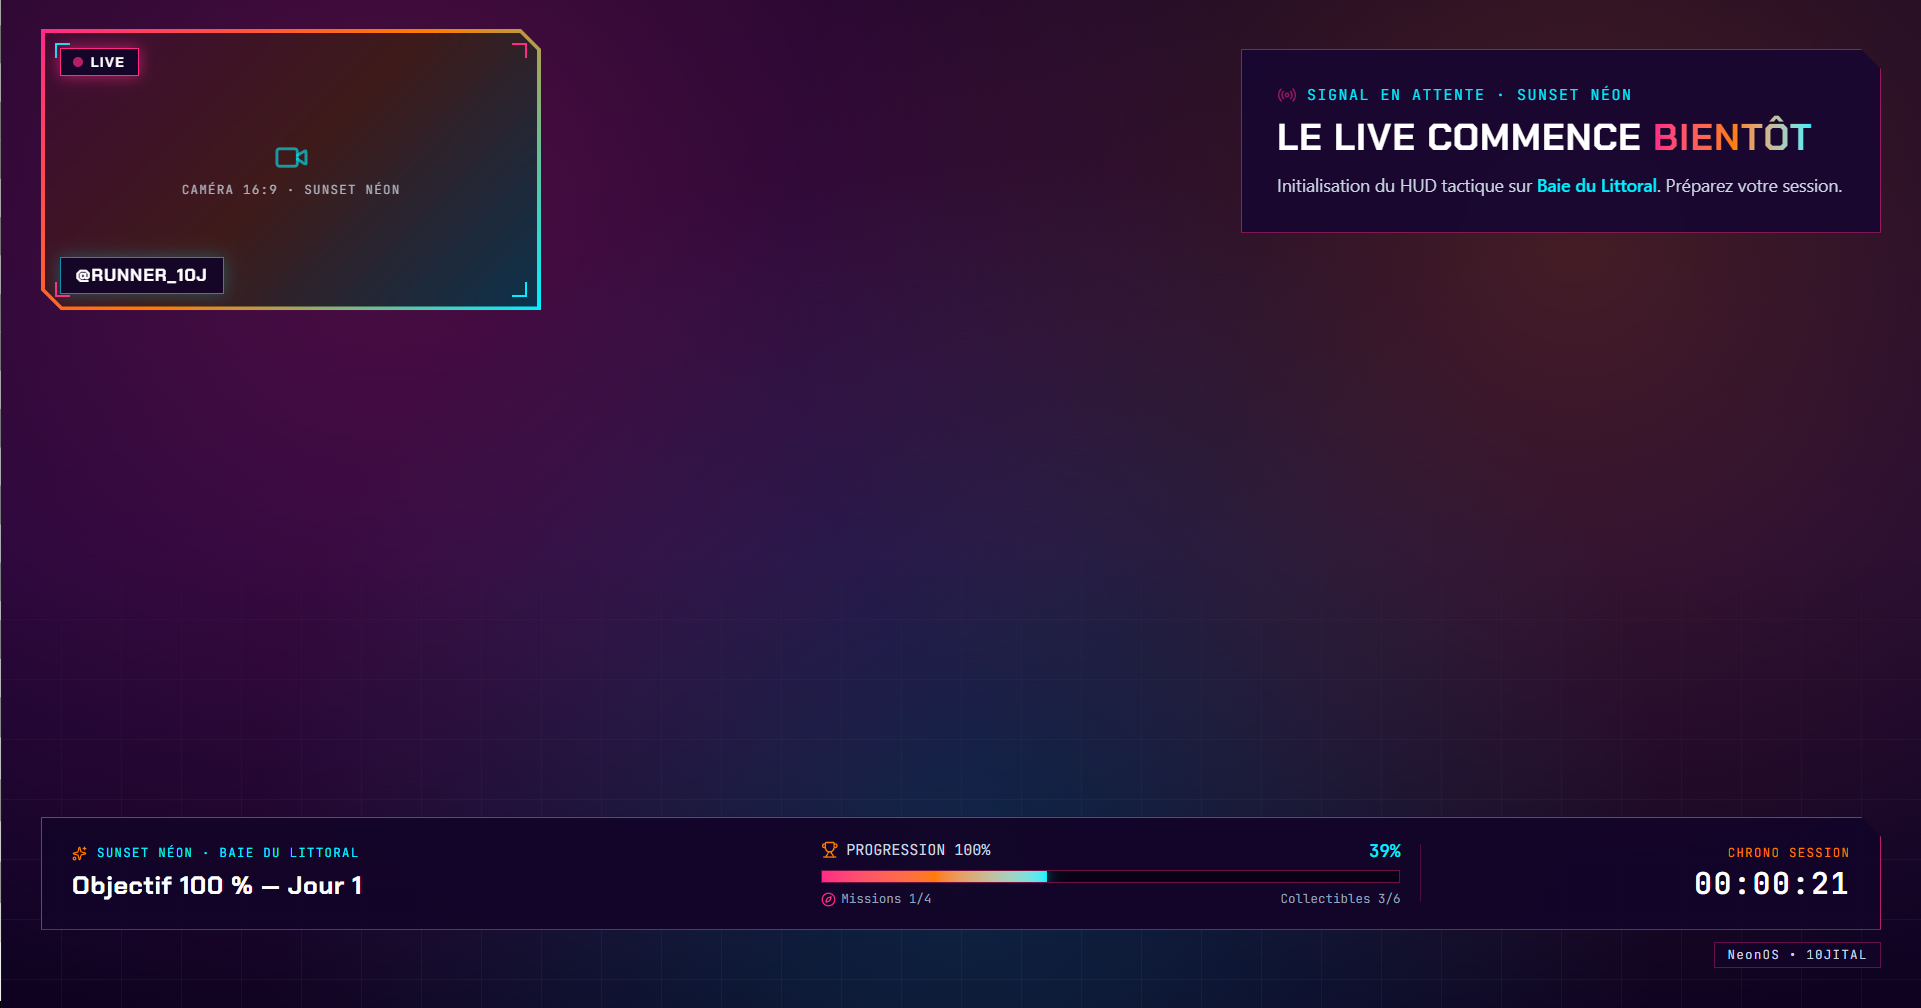 LIVE
CAMÉRA 16:9 · SUNSET NÉON
@RUNNER_10J
SIGNAL EN ATTENTE · SUNSET NÉON
LE LIVE COMMENCE BIENTÔT
Initialisation du HUD tactique sur Baie du Littoral. Préparez votre session.
SUNSET NÉON · BAIE DU LITTORAL
Objectif 100 % — Jour 1
PROGRESSION 100%
39%
Missions 1/4
Collectibles 3/6
CHRONO SESSION
00:00:21
NeonOS • 10JITAL